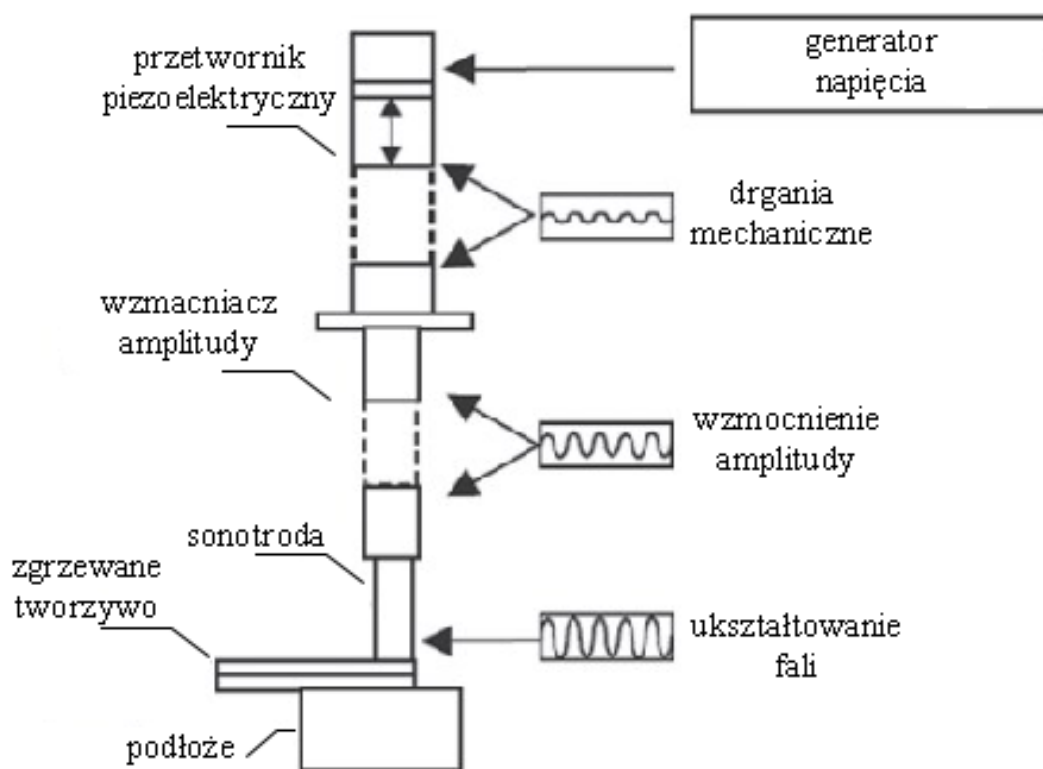 przetwornik
piezoelektryczny
generator
napięcia
drgania
mechaniczne
wzmacniacz
amplitudy
wzmocnienie
amplitudy
sonotroda
zgrzewane
tworzywo
ukształtowanie
fali
podłoże